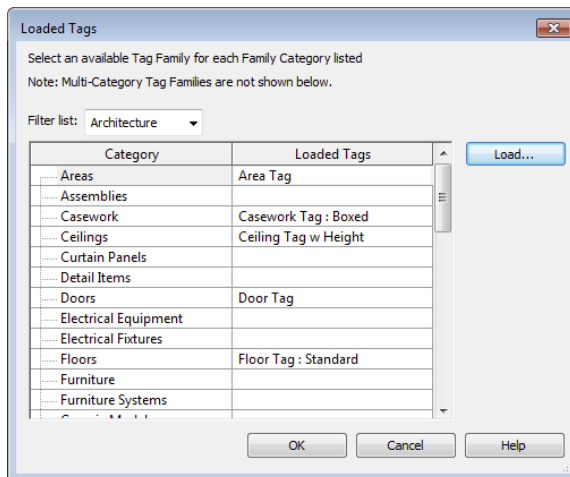 Loaded Tags
Select an available Tag Family for each Family Category listed
Note: Multi-Category Tag Families are not shown below.
Filter list: Architecture
Category Loaded Tags
Load...
Areas Area Tag
Assemblies
Casework Casework Tag : Boxed
Ceilings Ceiling Tag w Height
Curtain Panels
Detail Items
Doors Door Tag
Electrical Equipment
Electrical Fixtures
Floors Floor Tag : Standard
Furniture
Furniture Systems
OK Cancel Help